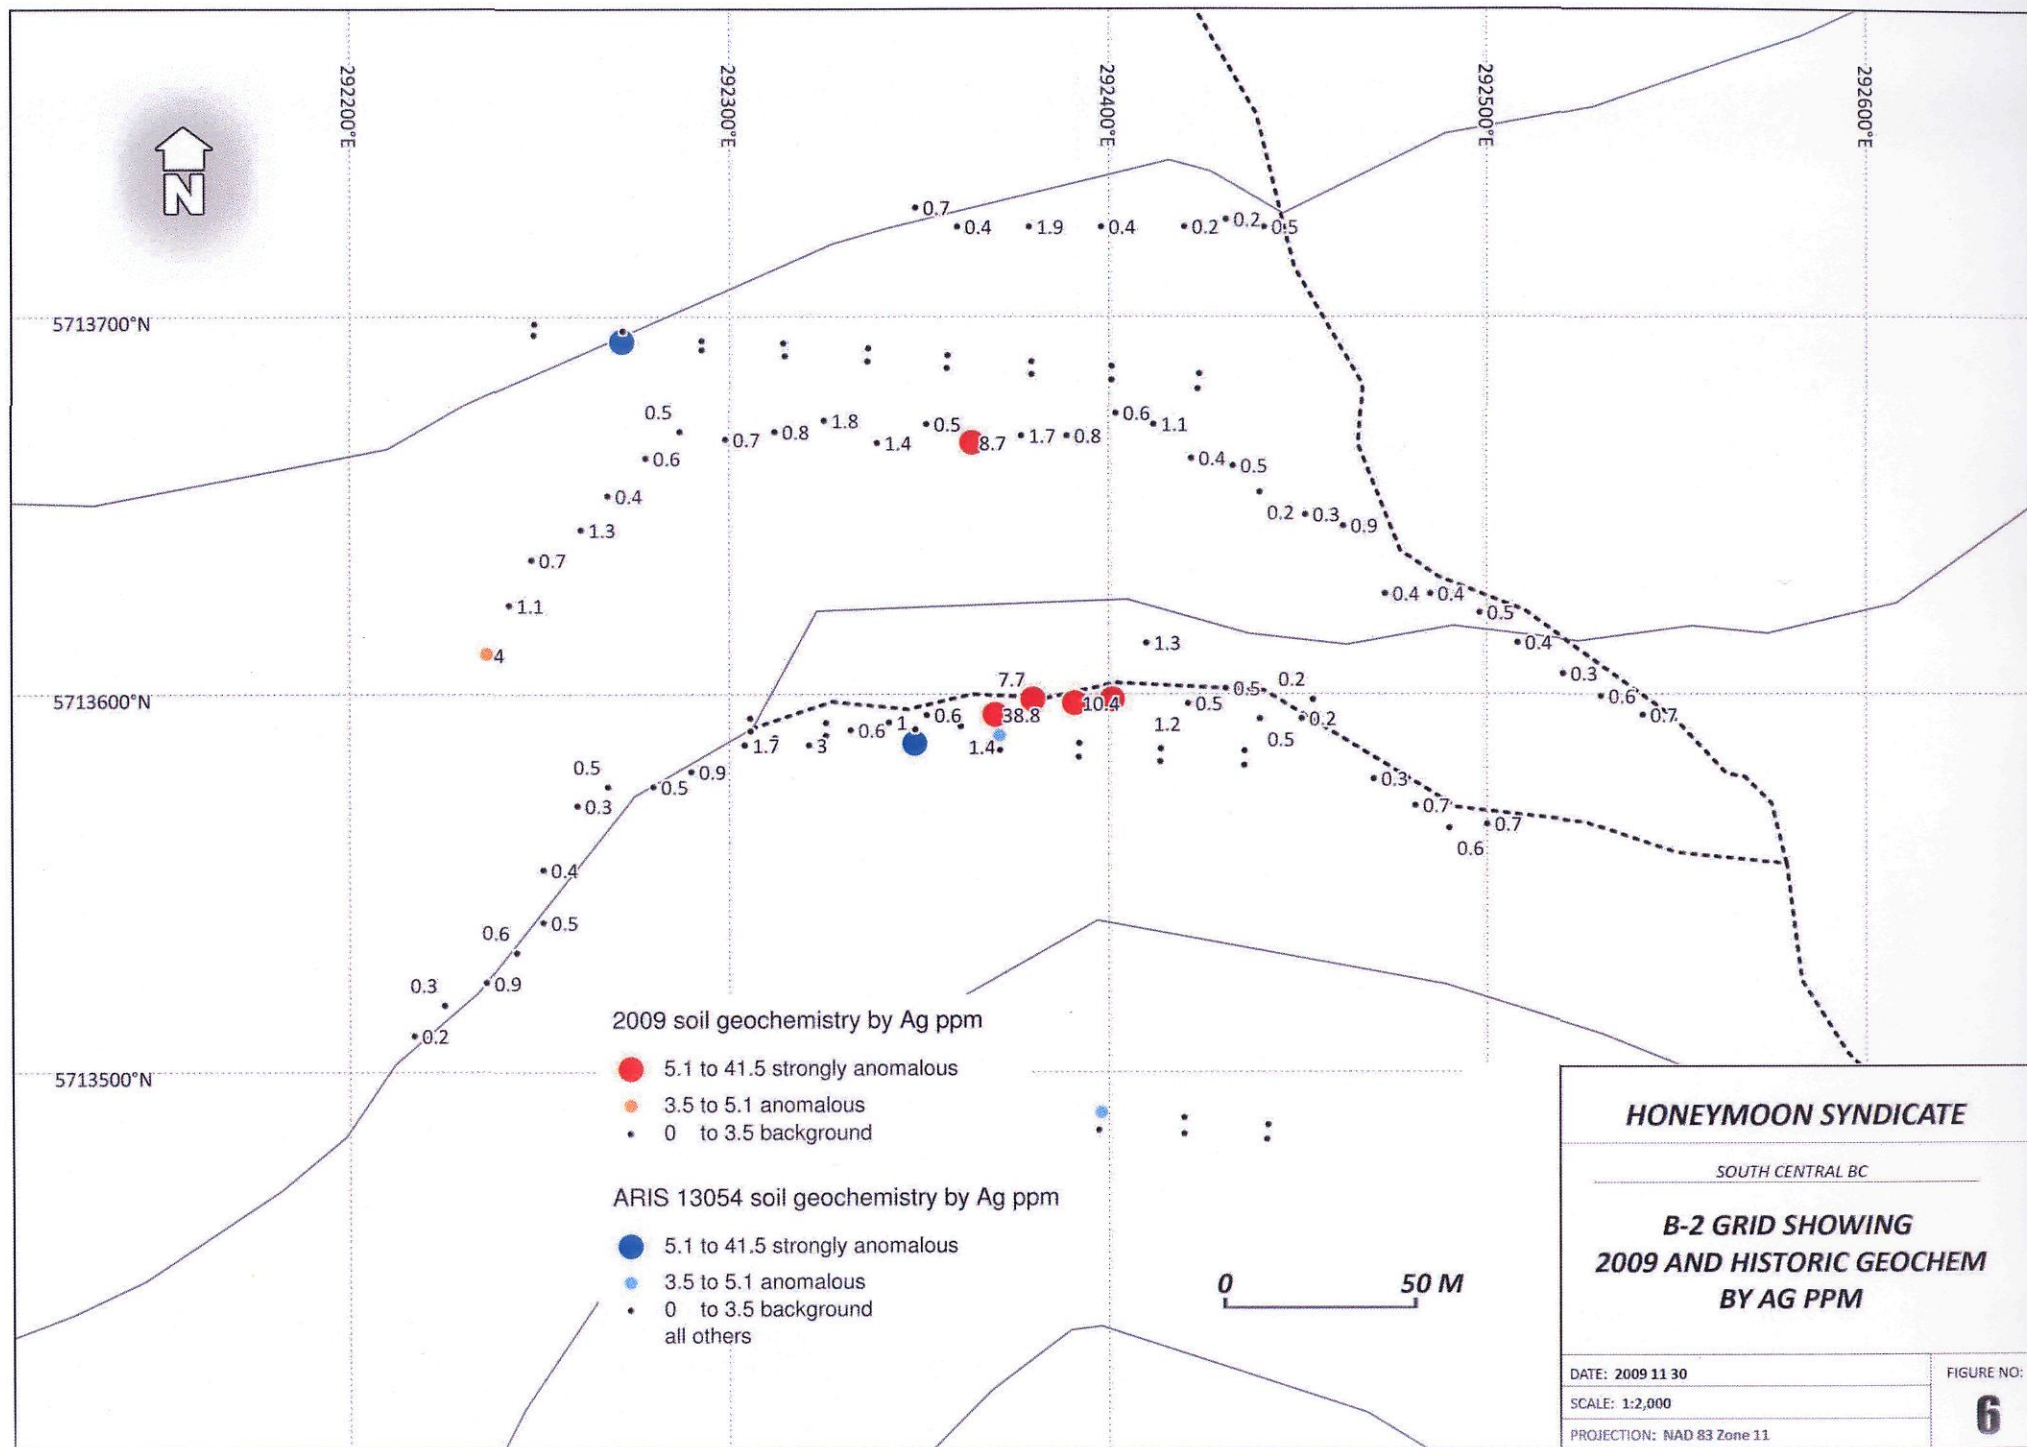 292200°E
292300°E
292400°E
292500°E
292600°E
N
0.7
0.4
1.9
0.4
0.2
0.2
0.5
5713700°N
0.5
0.7
0.8
1.8
1.4
0.5
8.7
1.7
0.8
0.6
1.1
0.6
0.4
0.5
0.4
0.2
0.3
0.9
1.3
0.7
1.1
0.4
0.4
0.5
4
1.3
0.4
0.3
5713600°N
7.7
38.8
10.4
0.5
0.2
0.6
0.7
1.7
3
0.6
1
0.6
1.4
1.2
0.5
0.5
0.2
0.5
0.3
0.5
0.9
0.3
0.7
0.7
0.6
0.4
0.5
0.6
0.9
0.3
0.2
5713500°N
2009 soil geochemistry by Ag ppm
5.1 to 41.5 strongly anomalous
3.5 to 5.1 anomalous
0 to 3.5 background
ARIS 13054 soil geochemistry by Ag ppm
5.1 to 41.5 strongly anomalous
3.5 to 5.1 anomalous
0 to 3.5 background
all others
0 50 M
HONEYMOON SYNDICATE
SOUTH CENTRAL BC
B-2 GRID SHOWING
2009 AND HISTORIC GEOCHEM
BY AG PPM
DATE: 2009 11 30
SCALE: 1:2,000
PROJECTION: NAD 83 Zone 11
FIGURE NO:
6